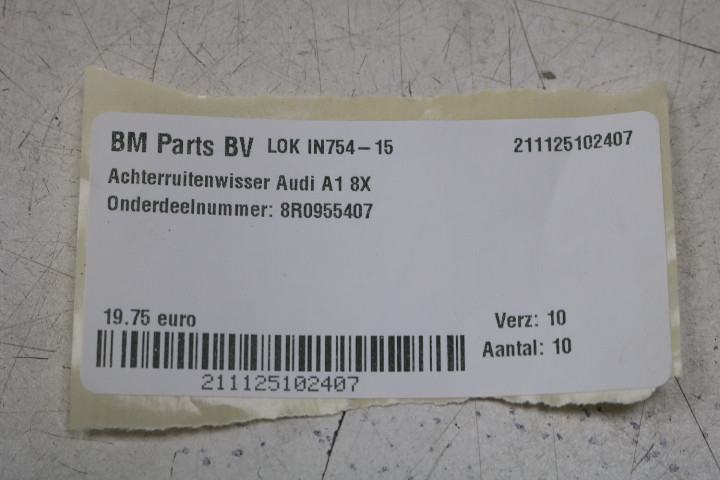 BM Parts BV LOK IN754-15 211125102407
Achterruitenwisser Audi A1 8X
Onderdeelnummer: 8R0955407
19.75 euro Verz: 10
Aantal: 10
211125102407